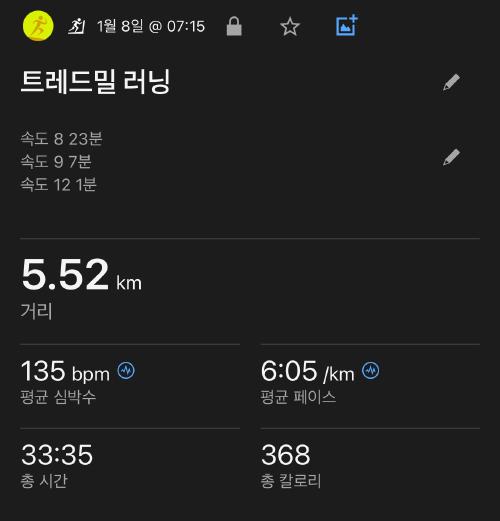 1월 8일 @ 07:15
트레드밀 러닝
속도 8 23분
속도 9 7분
속도 12 1분
5.52 km
거리
135 bpm
평균 심박수
6:05 /km
평균 페이스
33:35
총 시간
368
총 칼로리